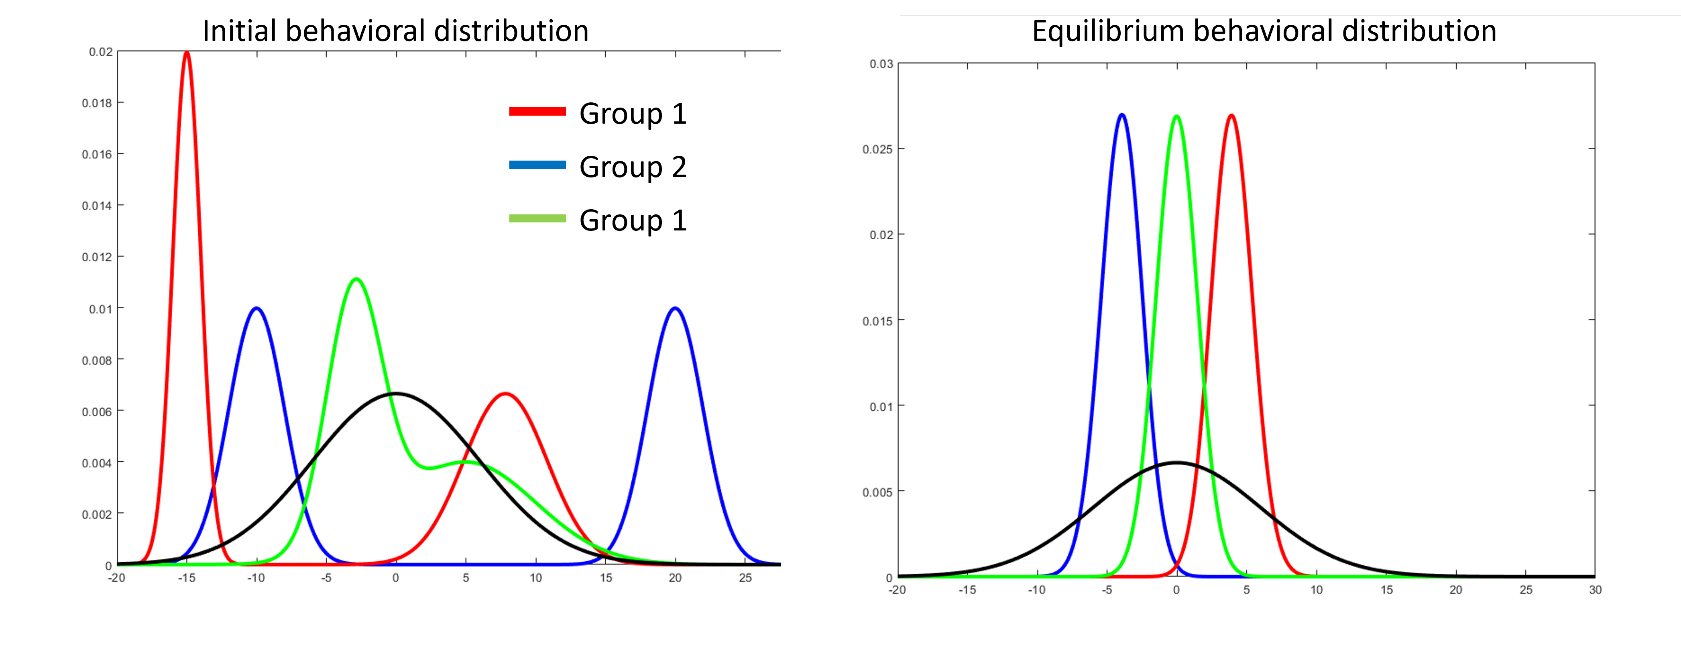 Initial behavioral distribution
0.02
0.018
0.016
0.014
0.012
0.01
0.008
0.006
0.004
0.002
0
-20 -15 -10 -5 0 5 10 15 20 25
Group 1
Group 2
Group 1
Equilibrium behavioral distribution
0.03
0.025
0.02
0.015
0.01
0.005
0
-20 -15 -10 -5 0 5 10 15 20 25 30